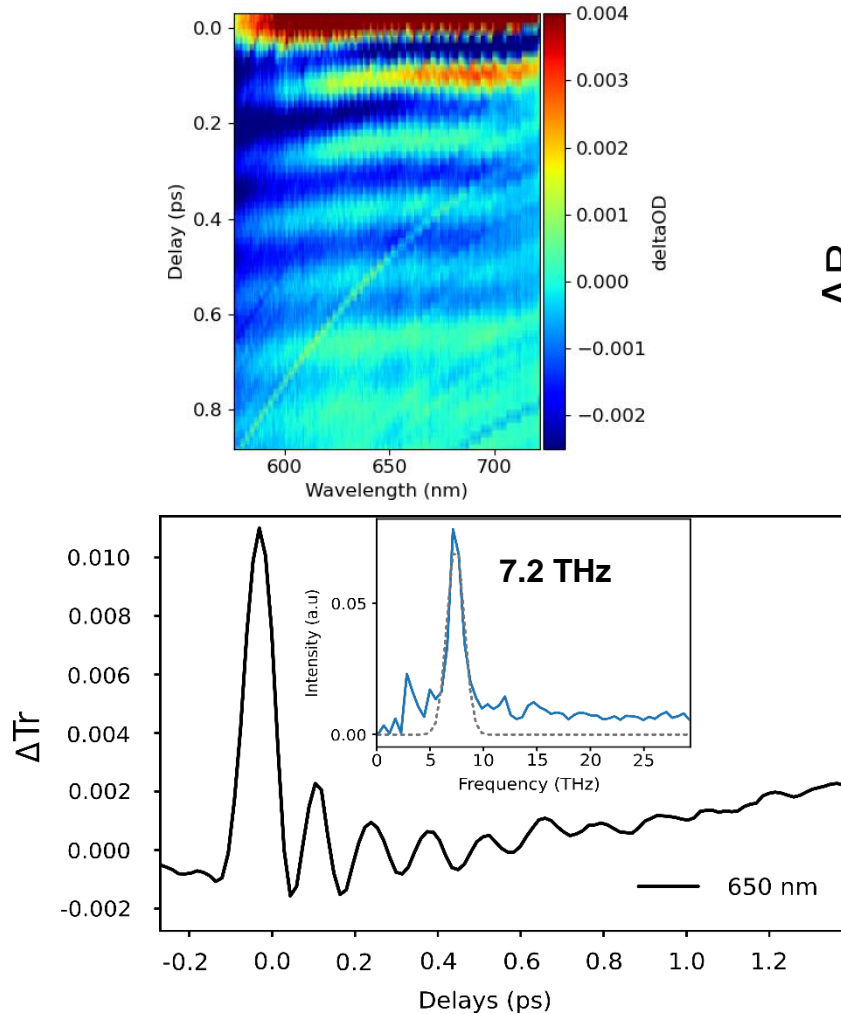 0.004
0.003
0.002
0.001
0.000
−0.001
−0.002
deltaOD
0.0
0.2
0.4
0.6
0.8
Delay (ps)
600 650 700
Wavelength (nm)
0.010
0.008
0.006
0.004
0.002
0.000
-0.002
ΔTr
7.2 THz
0.05
0.00
Intensity (a.u)
0 5 10 15 20 25
Frequency (THz)
650 nm
-0.2 0.0 0.2 0.4 0.6 0.8 1.0 1.2
Delays (ps)